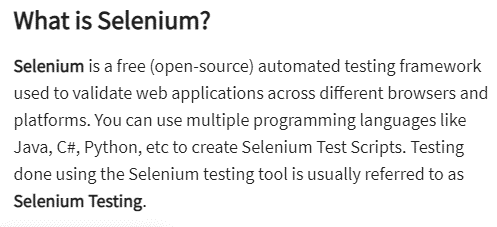 What is Selenium?
Selenium is a free (open-source) automated testing framework
used to validate web applications across different browsers and
platforms. You can use multiple programming languages like
Java, C#, Python, etc to create Selenium Test Scripts. Testing
done using the Selenium testing tool is usually referred to as
Selenium Testing.